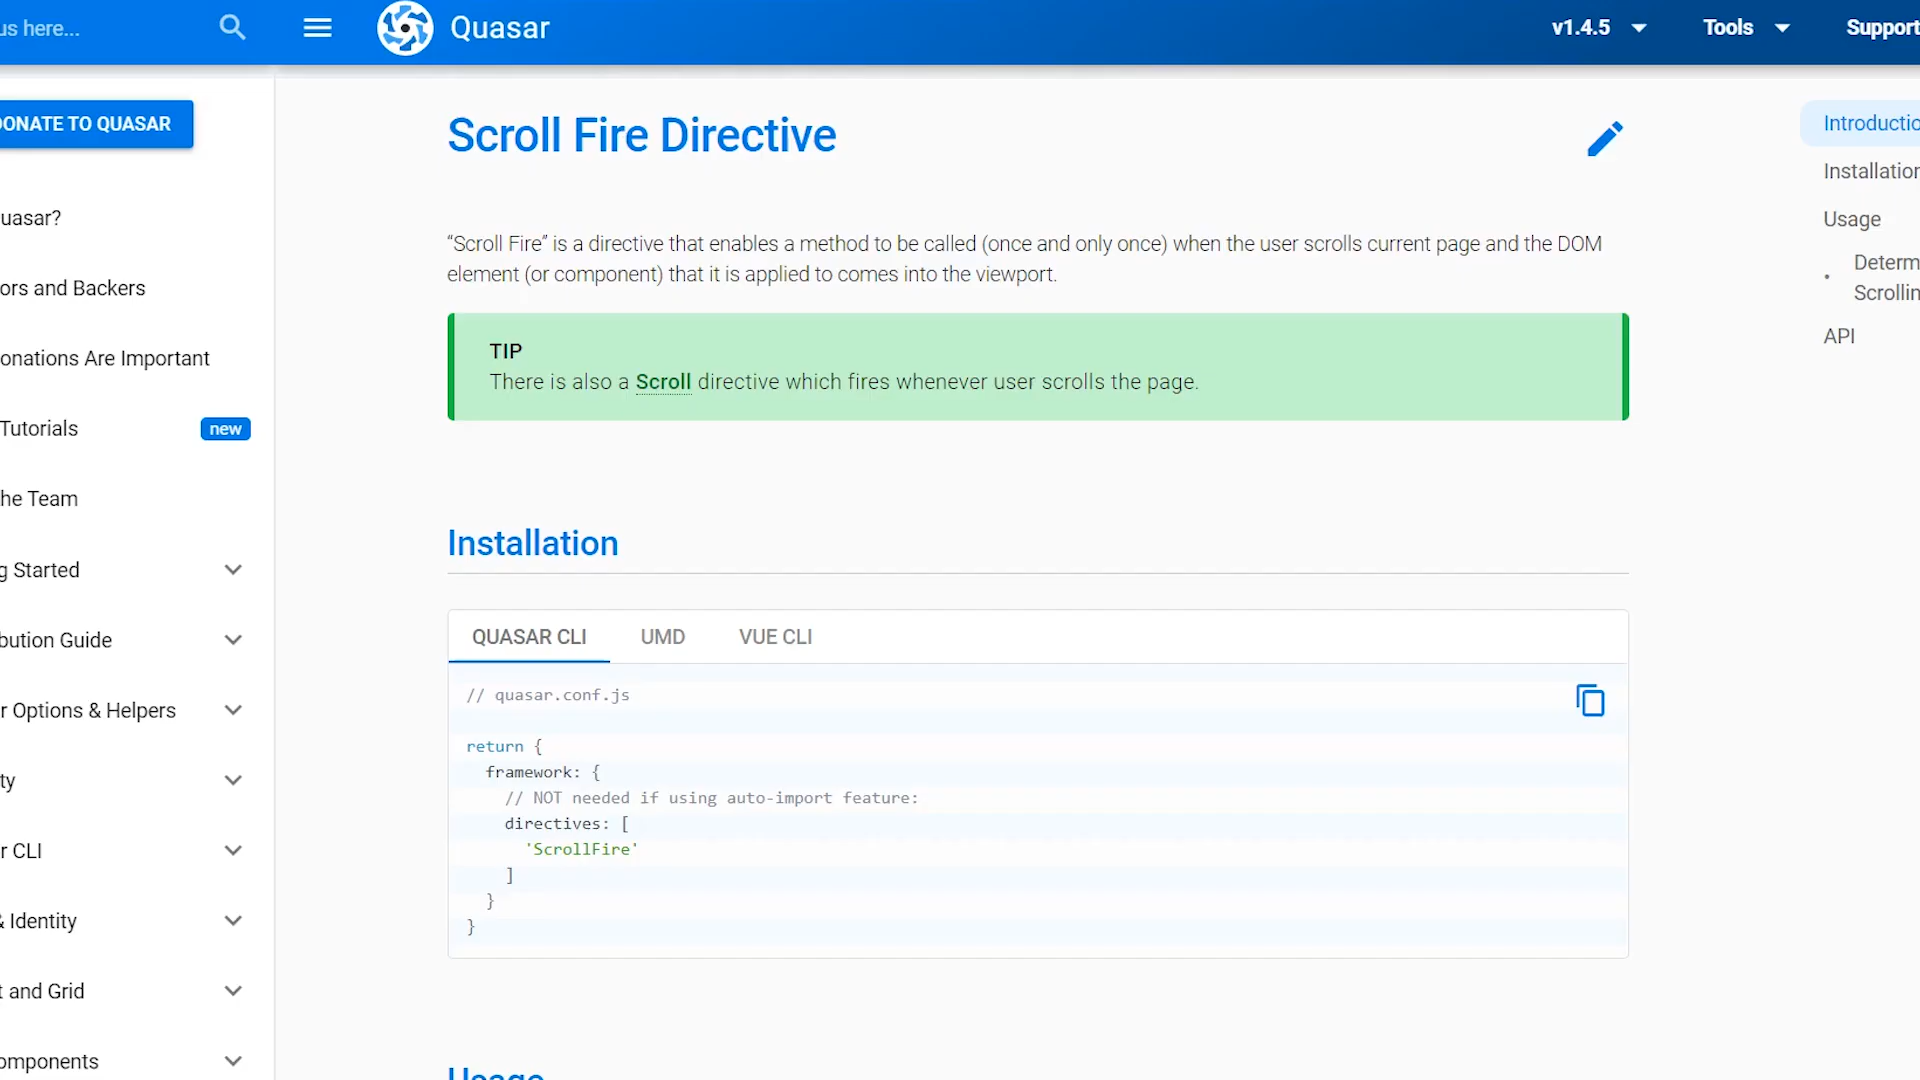 us here...
Quasar
v1.4.5
Tools
Support
DONATE TO QUASAR
uasar?
ors and Backers
onations Are Important
Tutorials
new
he Team
g Started
bution Guide
r Options & Helpers
ty
r CLI
& Identity
t and Grid
omponents
Scroll Fire Directive
“Scroll Fire” is a directive that enables a method to be called (once and only once) when the user scrolls current page and the DOM
element (or component) that it is applied to comes into the viewport.
TIP
There is also a Scroll directive which fires whenever user scrolls the page.
Installation
QUASAR CLI
UMD
VUE CLI
// quasar.conf.js
return {
framework: {
// NOT needed if using auto-import feature:
directives: [
'ScrollFire'
]
}
}
Usage
Introductio
Installation
Usage
Determ
Scrollin
API